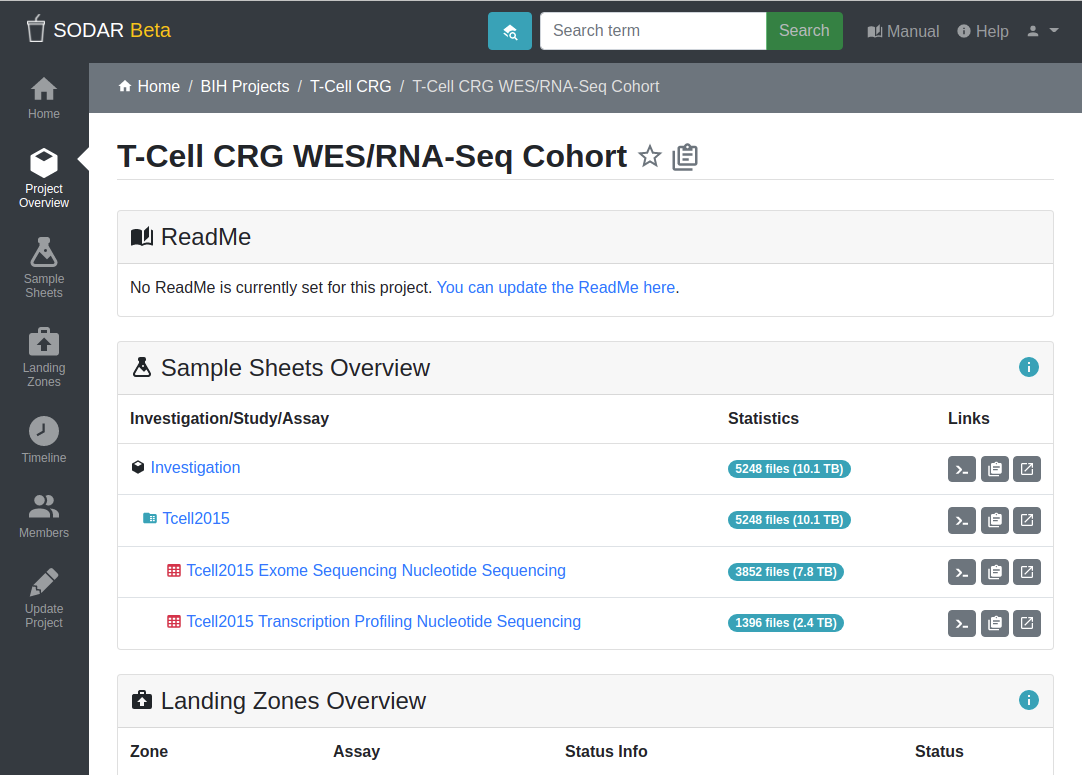 SODAR Beta
Search term
Search
Manual
Help
Home / BIH Projects / T-Cell CRG / T-Cell CRG WES/RNA-Seq Cohort
Home
Project
Overview
Sample
Sheets
Landing
Zones
Timeline
Members
Update
Project
T-Cell CRG WES/RNA-Seq Cohort
ReadMe
No ReadMe is currently set for this project. You can update the ReadMe here.
Sample Sheets Overview
Investigation/Study/Assay Statistics Links
Investigation 5248 files (10.1 TB)
Tcell2015 5248 files (10.1 TB)
Tcell2015 Exome Sequencing Nucleotide Sequencing 3852 files (7.8 TB)
Tcell2015 Transcription Profiling Nucleotide Sequencing 1396 files (2.4 TB)
Landing Zones Overview
Zone Assay Status Info Status